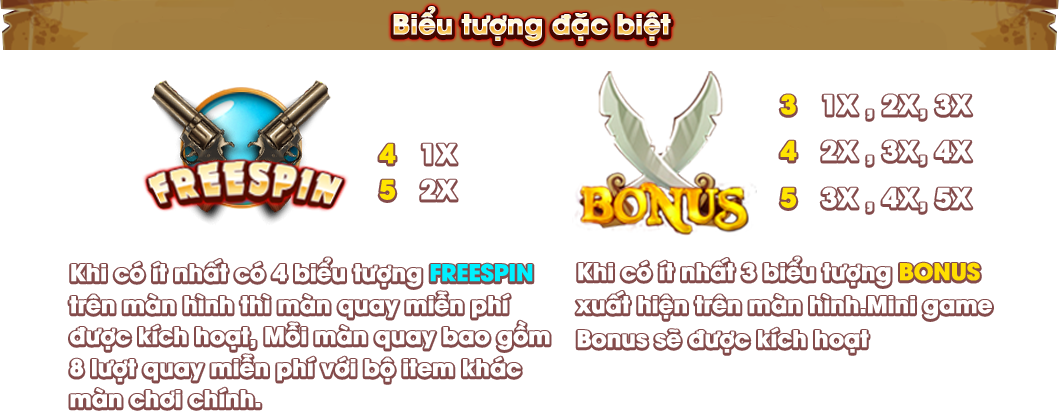 Biểu tượng đặc biệt
FREESPIN
4 1X
5 2X
Khi có ít nhất có 4 biểu tượng FREESPIN
trên màn hình thì màn quay miễn phí
được kích hoạt, Mỗi màn quay bao gồm
8 lượt quay miễn phí với bộ item khác
màn chơi chính.
BONUS
3 1X , 2X, 3X
4 2X , 3X, 4X
5 3X , 4X, 5X
Khi có ít nhất 3 biểu tượng BONUS
xuất hiện trên màn hình.Mini game
Bonus sẽ được kích hoạt